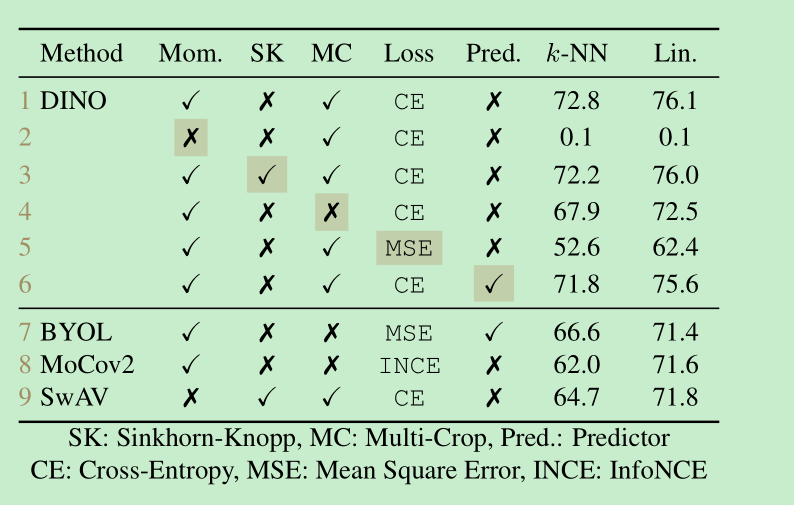 Method Mom. SK MC Loss Pred. k-NN Lin.
1 DINO ✓ ✗ ✓ CE ✗ 72.8 76.1
2 ✗ ✗ ✓ CE ✗ 0.1 0.1
3 ✓ ✓ ✓ CE ✗ 72.2 76.0
4 ✓ ✗ ✗ CE ✗ 67.9 72.5
5 ✓ ✗ ✓ MSE ✗ 52.6 62.4
6 ✓ ✗ ✓ CE ✓ 71.8 75.6
7 BYOL ✓ ✗ ✗ MSE ✓ 66.6 71.4
8 MoCov2 ✓ ✗ ✗ INCE ✗ 62.0 71.6
9 SwAV ✗ ✓ ✓ CE ✗ 64.7 71.8
SK: Sinkhorn-Knopp, MC: Multi-Crop, Pred.: Predictor
CE: Cross-Entropy, MSE: Mean Square Error, INCE: InfoNCE